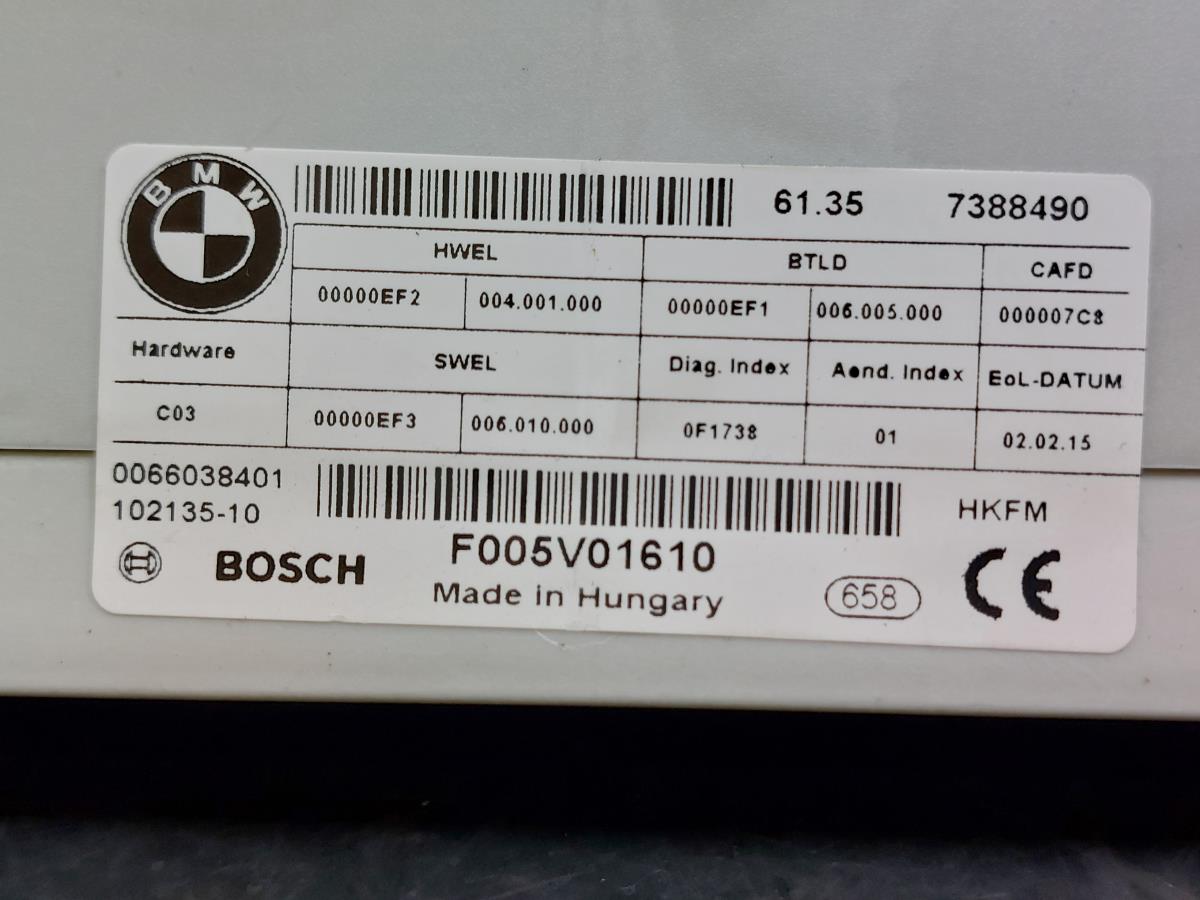 BMW
61.35 7388490
HWEL BTLD CAFD
00000EF2 004.001.000 00000EF1 006.005.000 000007C8
Hardware SWEL Diag. Index Aend. Index EoL-DATUM
C03 00000EF3 006.010.000 0F1738 01 02.02.15
0066038401
102135-10
HKFM
BOSCH F005V01610
Made in Hungary 658 CE